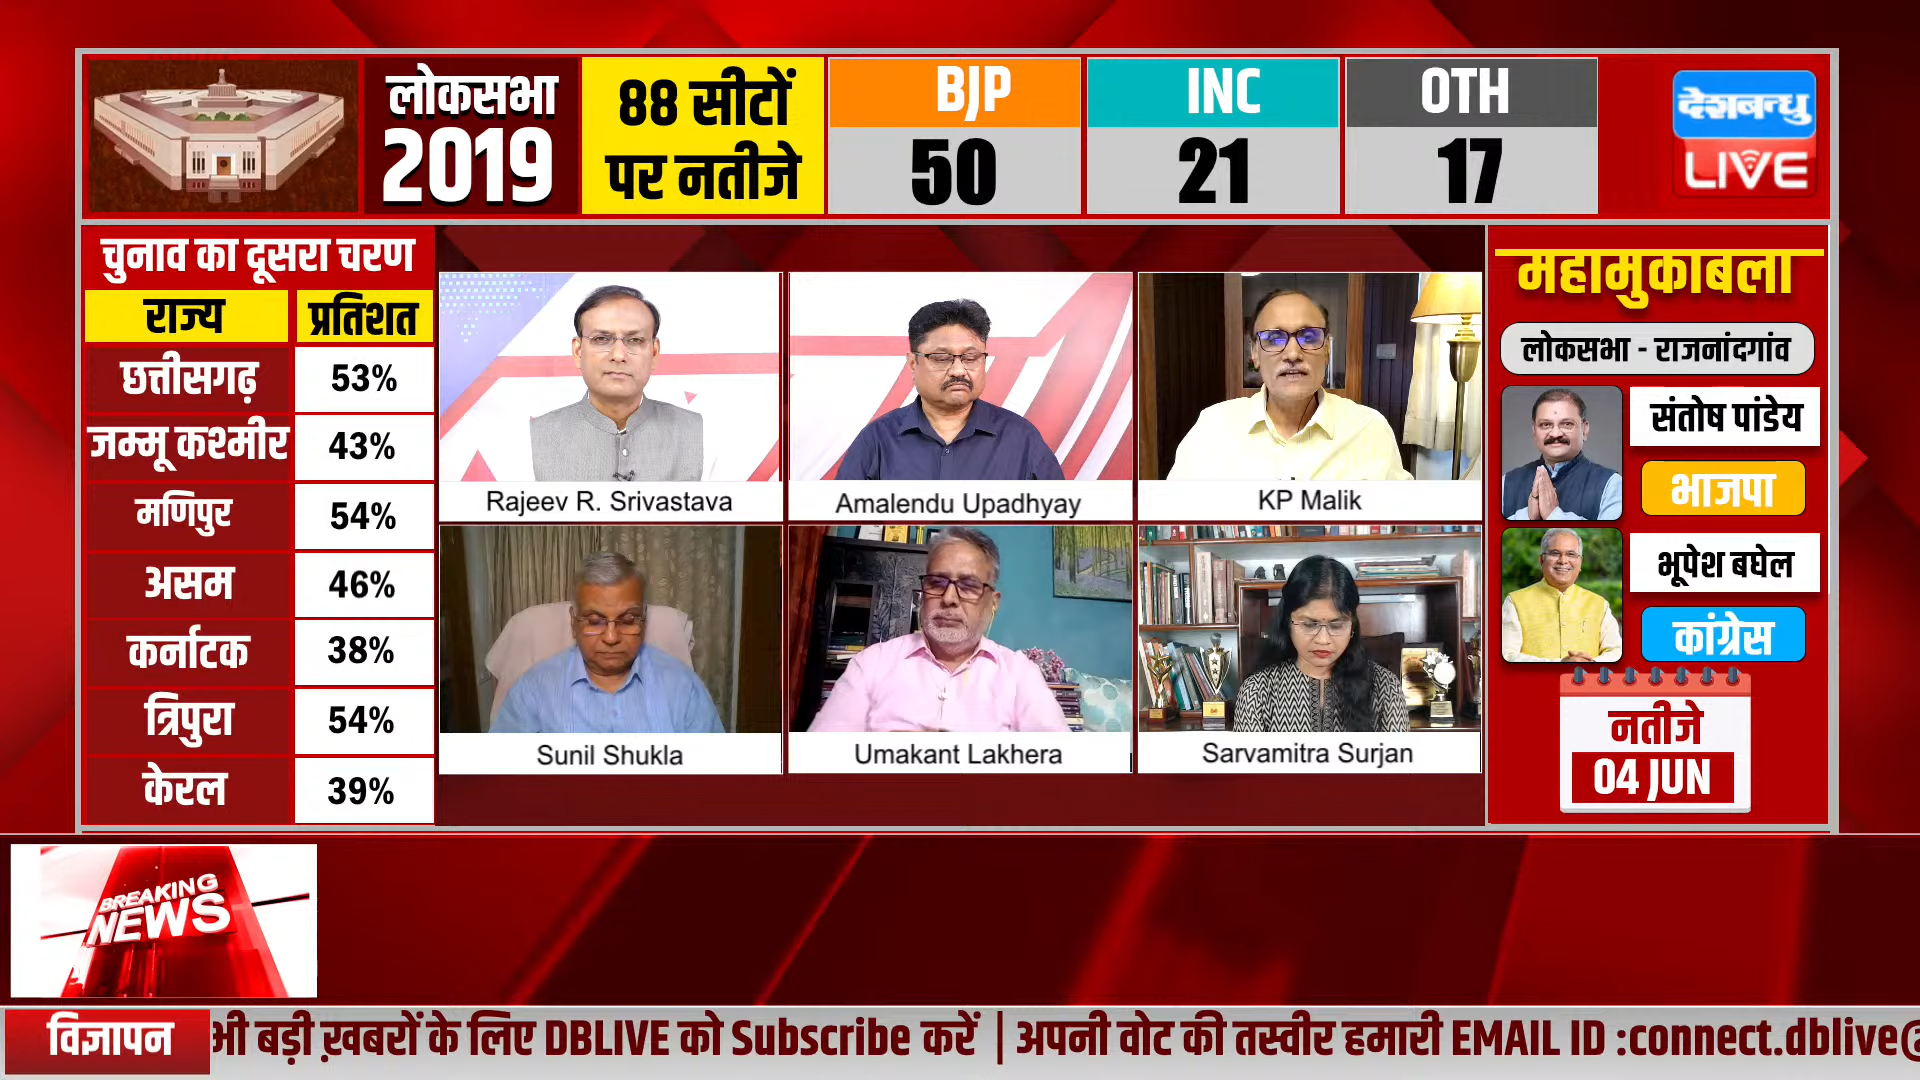 लोकसभा
2019
88 सीटों
पर नतीजे
BJP
50
INC
21
OTH
17
देशबन्धु
LIVE
चुनाव का दूसरा चरण
राज्य प्रतिशत
छत्तीसगढ़ 53%
जम्मू कश्मीर 43%
मणिपुर 54%
असम 46%
कर्नाटक 38%
त्रिपुरा 54%
केरल 39%
Rajeev R. Srivastava
Amalendu Upadhyay
KP Malik
Sunil Shukla
Umakant Lakhera
Sarvamitra Surjan
महामुकाबला
लोकसभा - राजनांदगांव
संतोष पांडेय
भाजपा
भूपेश बघेल
कांग्रेस
नतीजे
04 JUN
BREAKING
NEWS
विज्ञापन
भी बड़ी ख़बरों के लिए DBLIVE को Subscribe करें | अपनी वोट की तस्वीर हमारी EMAIL ID :connect.dblive@